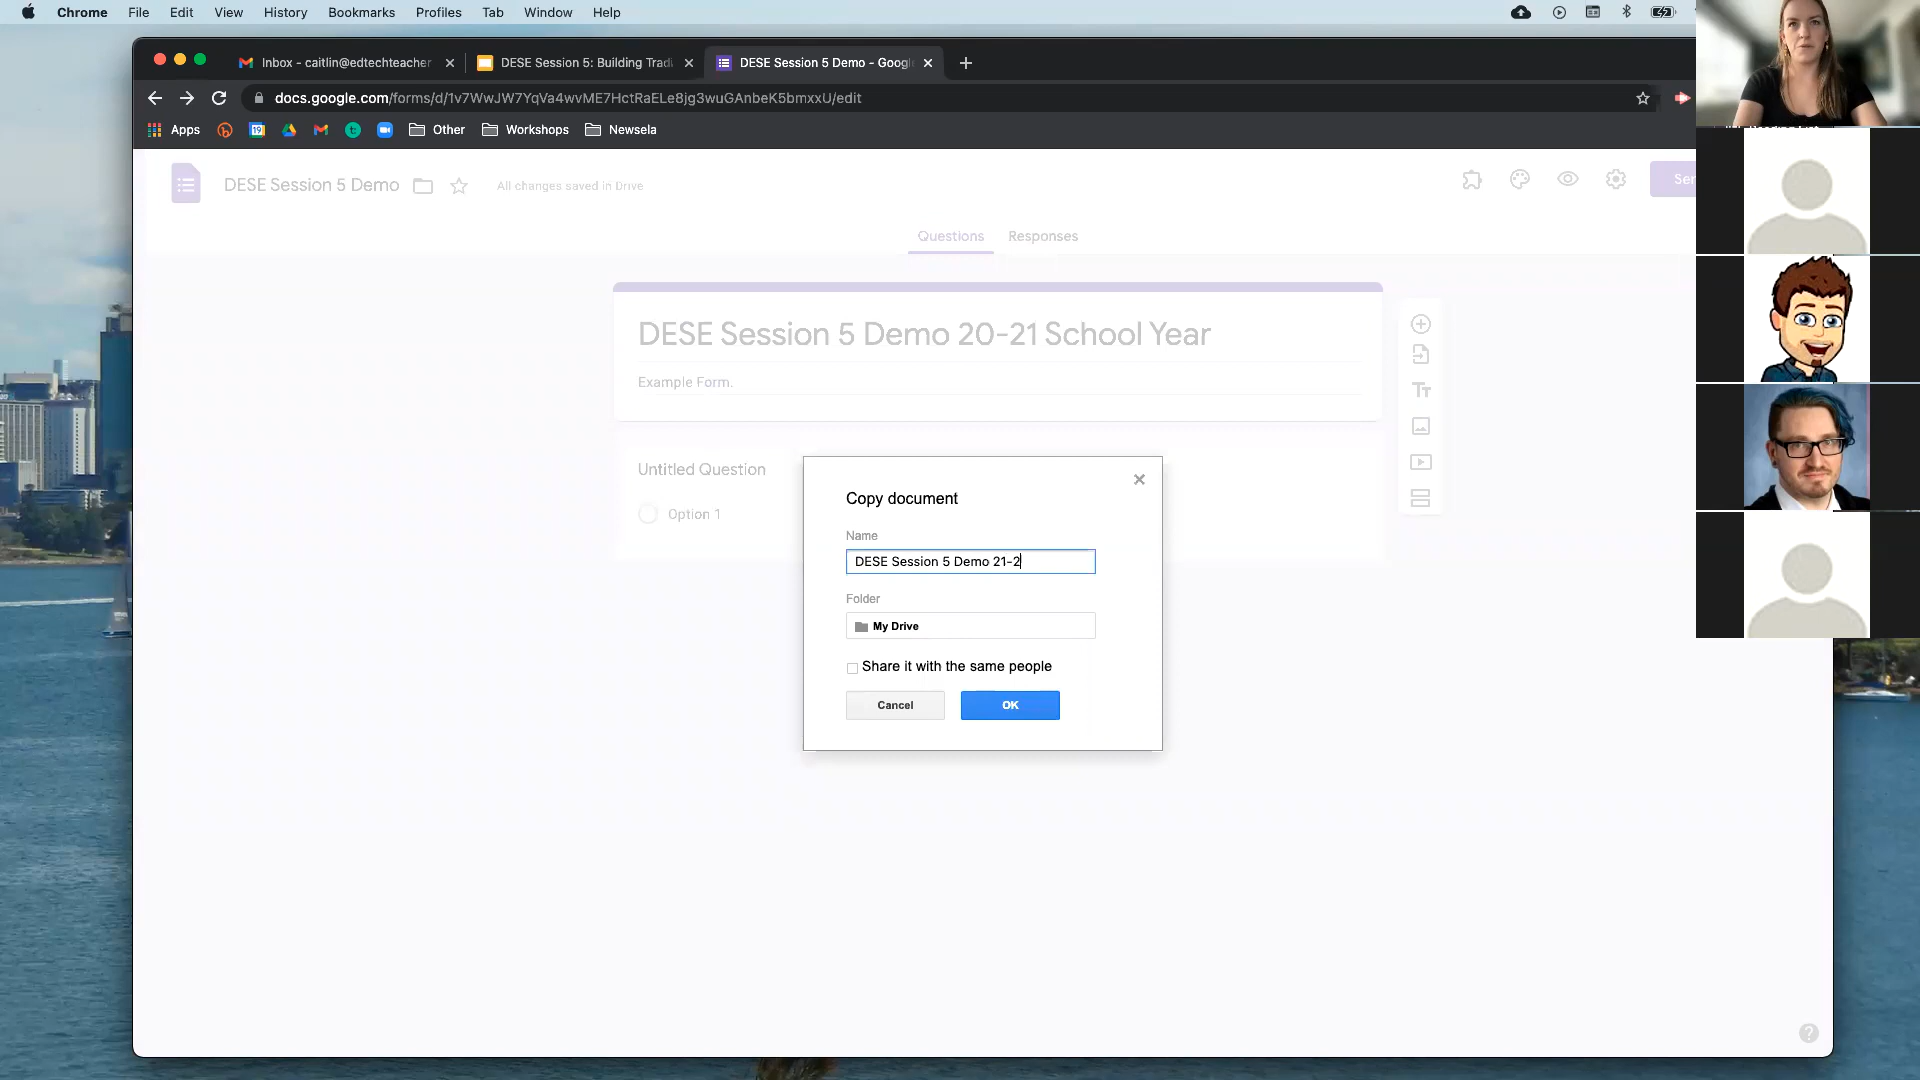 Chrome File Edit View History Bookmarks Profiles Tab Window Help
Inbox - caitlin@edtechteacher
DESE Session 5: Building Tradi
DESE Session 5 Demo - Googl
docs.google.com/forms/d/1v7WwJW7YqVa4wvME7HctRaELe8jg3wuGAnbeK5bmxxU/edit
Apps 19 Other Workshops Newsela
DESE Session 5 Demo All changes saved in Drive
Sen
Questions Responses
DESE Session 5 Demo 20-21 School Year
Example Form.
Untitled Question
Option 1
Tт
Copy document
Name
DESE Session 5 Demo 21-2
Folder
My Drive
Share it with the same people
Cancel OK